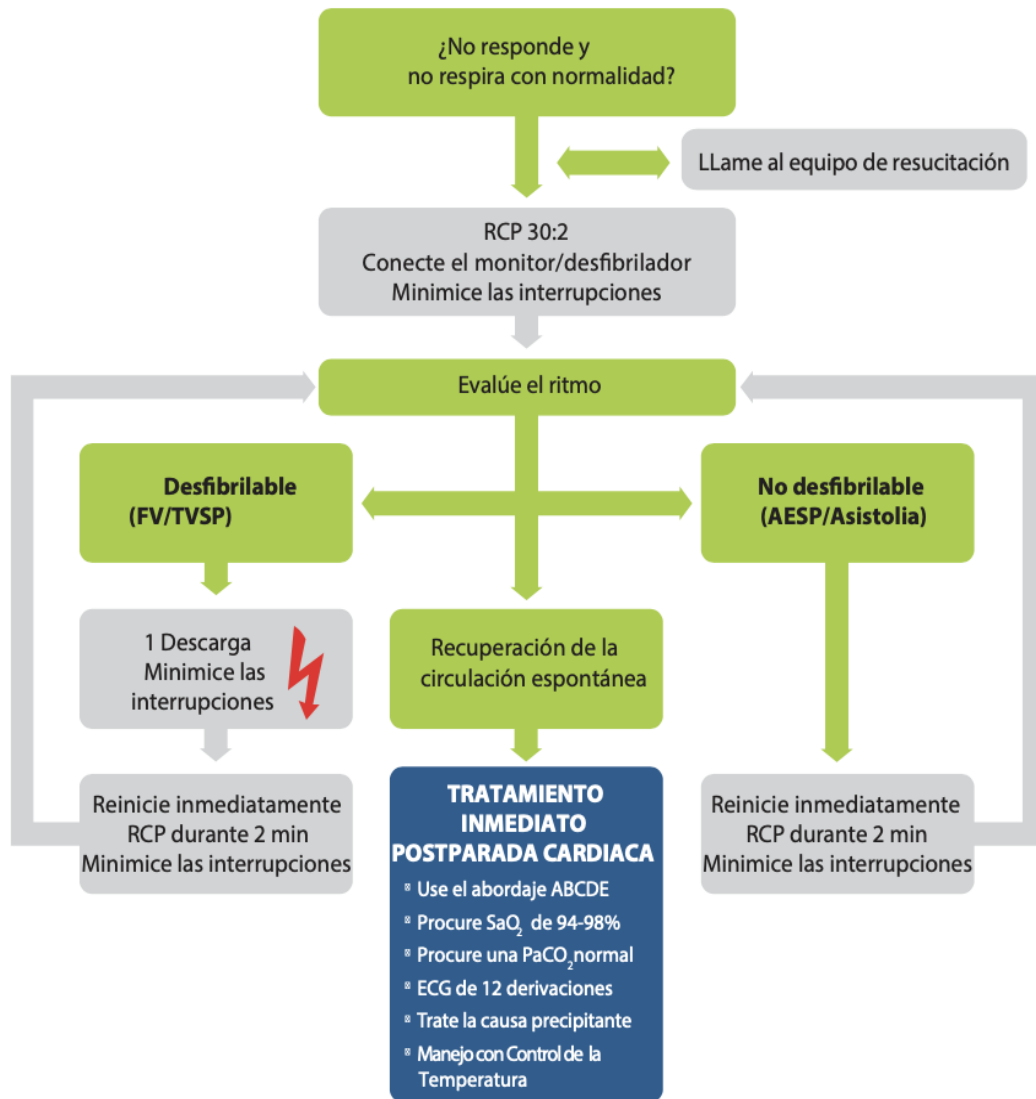 ¿No responde y
no respira con normalidad?
LLame al equipo de resucitación
RCP 30:2
Conecte el monitor/desfibrilador
Minimice las interrupciones
Evalúe el ritmo
Desfibrilable
(FV/TVSP)
No desfibrilable
(AESP/Asistolia)
1 Descarga
Minimice las
interrupciones
Recuperación de la
circulación espontánea
Reinicie inmediatamente
RCP durante 2 min
Minimice las interrupciones
TRATAMIENTO
INMEDIATO
POSTPARADA CARDIACA
Use el abordaje ABCDE
Procure SaO₂ de 94-98%
Procure una PaCO₂normal
ECG de 12 derivaciones
Trate la causa precipitante
Manejo con Control de la
Temperatura
Reinicie inmediatamente
RCP durante 2 min
Minimice las interrupciones